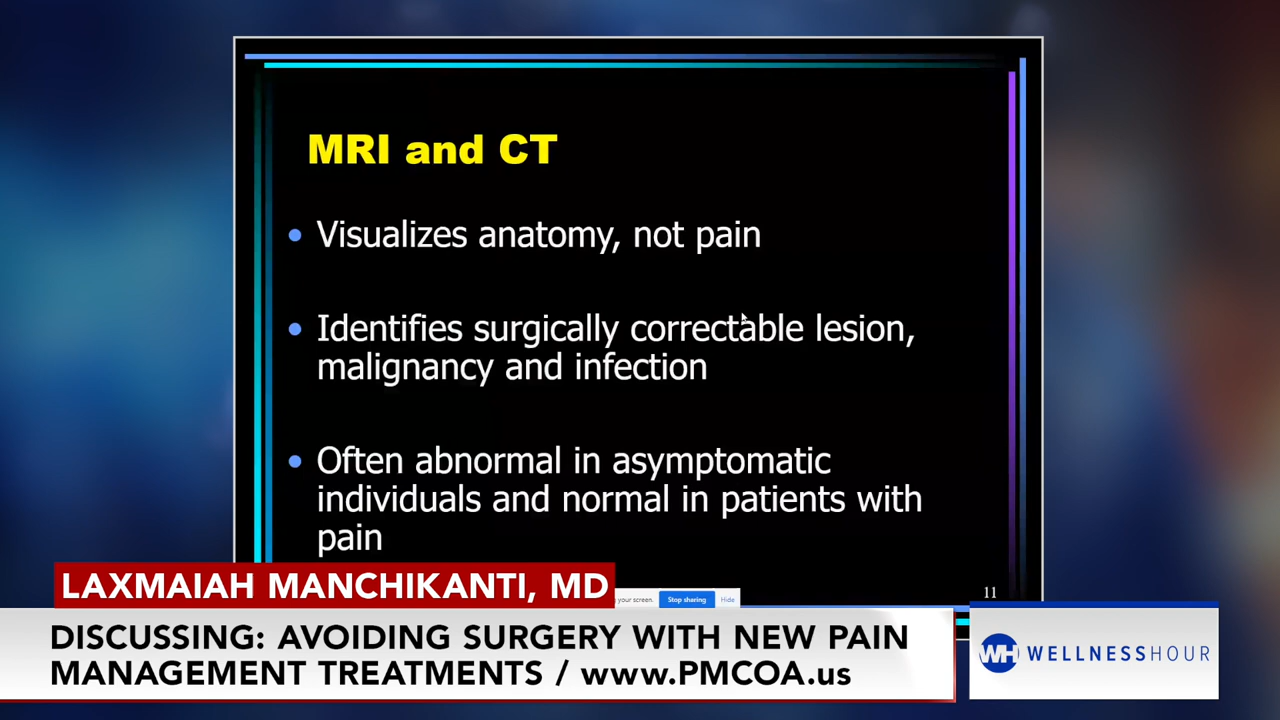 MRI and CT
• Visualizes anatomy, not pain
• Identifies surgically correctable lesion,
malignancy and infection
• Often abnormal in asymptomatic
individuals and normal in patients with
pain
11
your screen. Stop sharing Hide
LAXMAIAH MANCHIKANTI, MD
DISCUSSING: AVOIDING SURGERY WITH NEW PAIN
MANAGEMENT TREATMENTS / www.PMCOA.us
WH WELLNESSHOUR